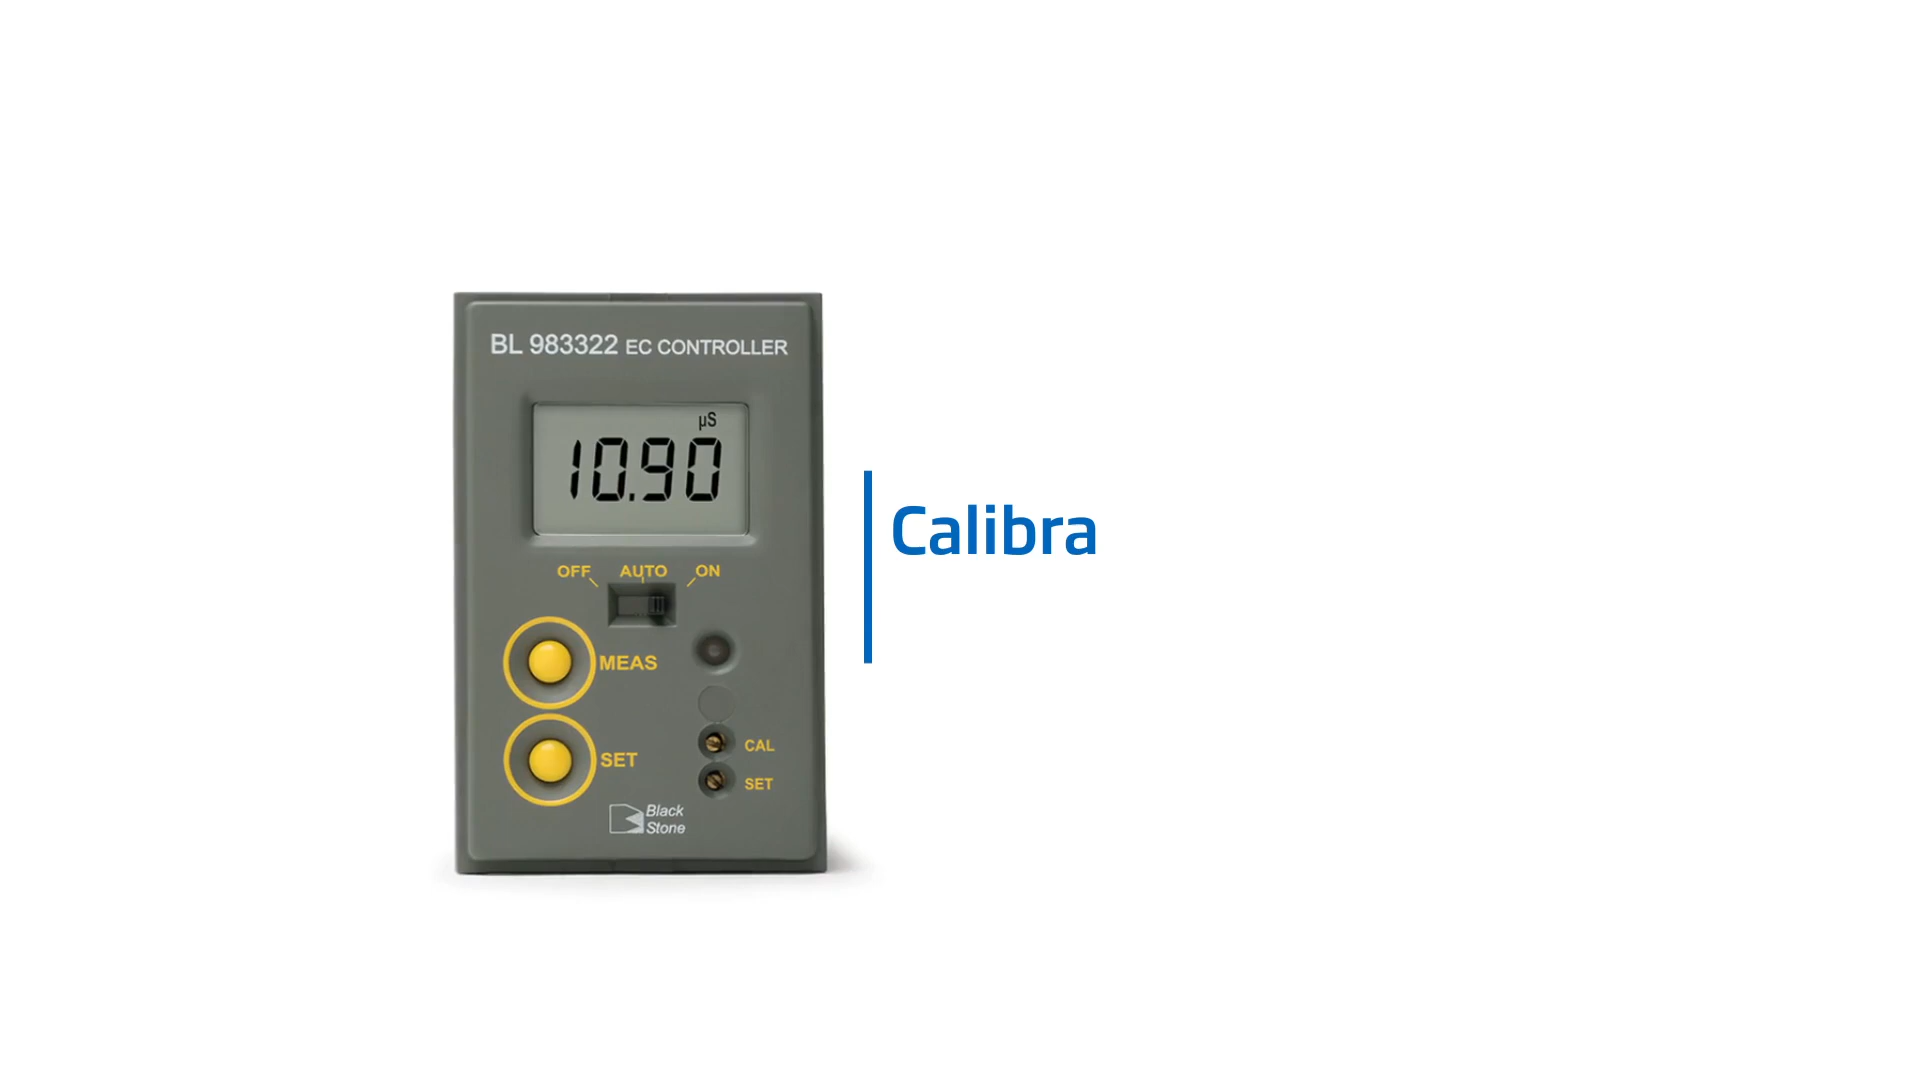 BL 983322 EC CONTROLLER
µS
10.90
OFF AUTO ON
MEAS
SET
CAL
SET
Black
Stone
Calibra